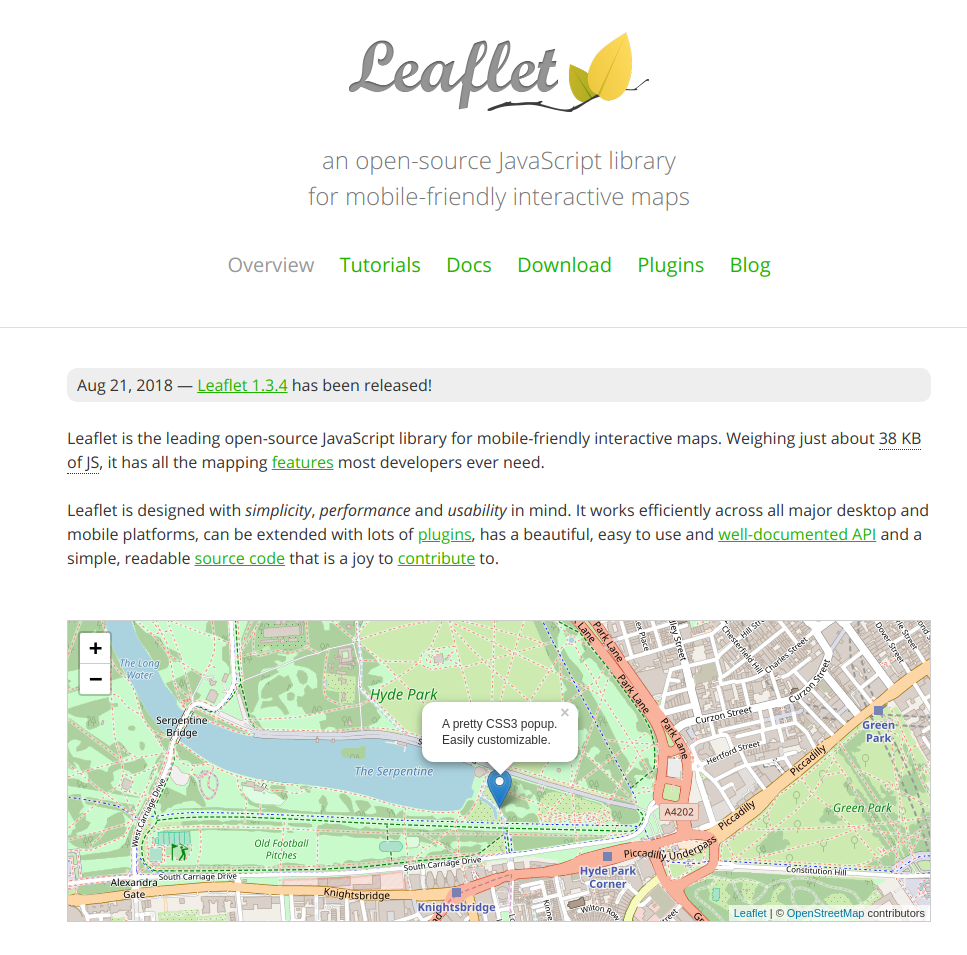 Leaflet
an open-source JavaScript library
for mobile-friendly interactive maps
Overview Tutorials Docs Download Plugins Blog
Aug 21, 2018 — Leaflet 1.3.4 has been released!
Leaflet is the leading open-source JavaScript library for mobile-friendly interactive maps. Weighing just about 38 KB
of JS, it has all the mapping features most developers ever need.
Leaflet is designed with simplicity, performance and usability in mind. It works efficiently across all major desktop and
mobile platforms, can be extended with lots of plugins, has a beautiful, easy to use and well-documented API and a
simple, readable source code that is a joy to contribute to.
+
−
The Long
Water
Serpentine
Bridge
Hyde Park
A pretty CSS3 popup.
Easily customizable.
×
The Serpentine
West Carriage Drive
Old Football
Pitches
South Carriage Drive
South Carriage Drive
Alexandra
Gate
Knightsbridge
Knightsbridge
Lane
Park Lane
Park Lane
Park Lane
Chesterfield Hill
Charles Street
Curzon Street
Curzon Street
Hertford Street
Dover Street
Green
Park
Piccadilly
Piccadilly
A4202
Green Park
Piccadilly Underpass
Hyde Park
Corner
Constitution Hill
Wilton Row
Leaflet | © OpenStreetMap contributors